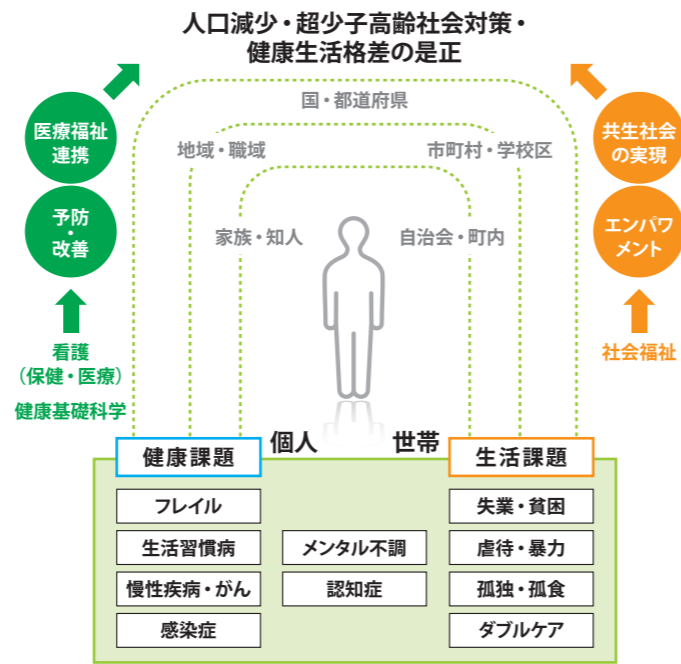 人口減少・超少子高齢社会対策・
健康生活格差の是正
国・都道府県
地域・職域
市町村・学校区
家族・知人
自治会・町内
医療福祉
連携
予防
・
改善
看護
（保健・医療）
健康基礎科学
共生社会
の実現
エンパワ
メント
社会福祉
個人
世帯
健康課題
フレイル
生活習慣病
慢性疾病・がん
感染症
メンタル不調
認知症
生活課題
失業・貧困
虐待・暴力
孤独・孤食
ダブルケア